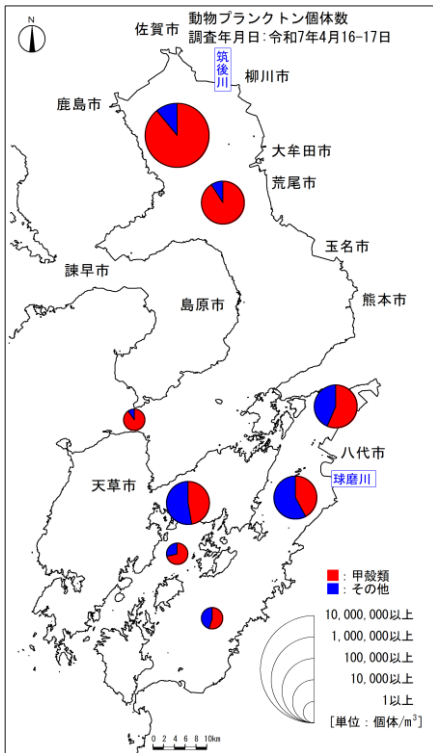 動物プランクトン個体数
調査年月日:令和7年4月16-17日
佐賀市
筑後川
柳川市
鹿島市
大牟田市
荒尾市
玉名市
諫早市
島原市
熊本市
八代市
天草市
球磨川
:甲殻類
:その他
10,000,000以上
1,000,000以上
100,000以上
10,000以上
1以上
[単位:個体/m³]
0 2 4 6 8 10km